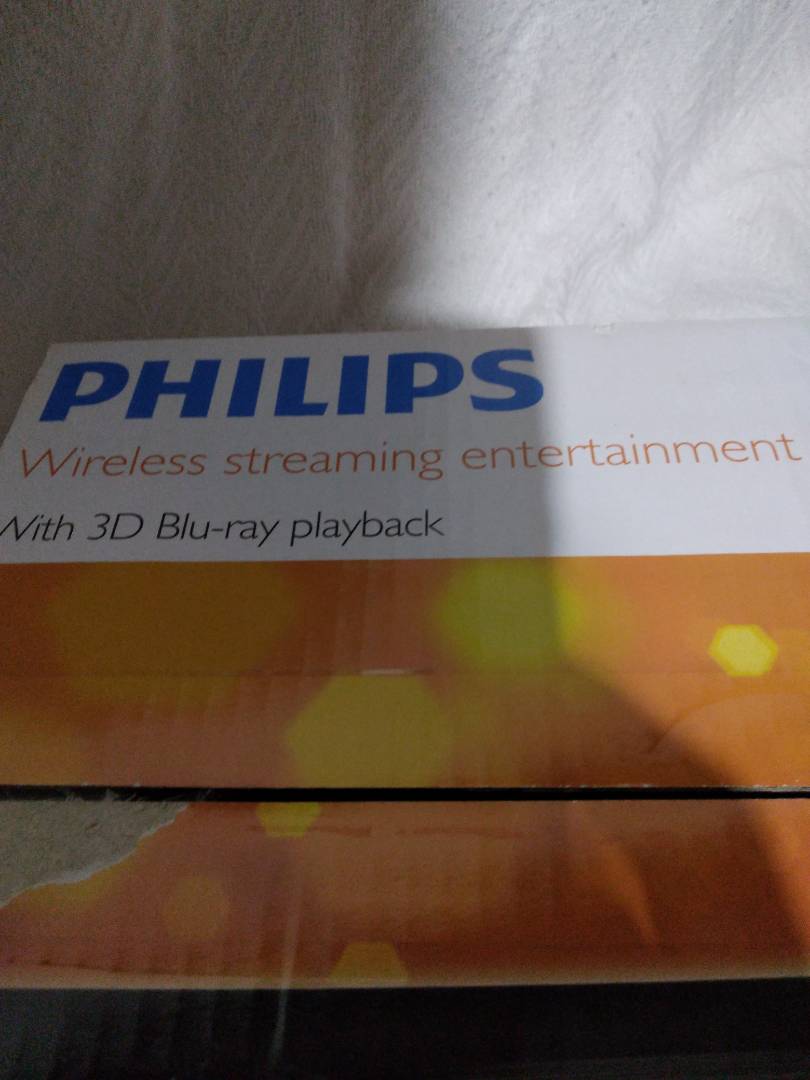 PHILIPS
Wireless streaming entertainment
With 3D Blu-ray playback